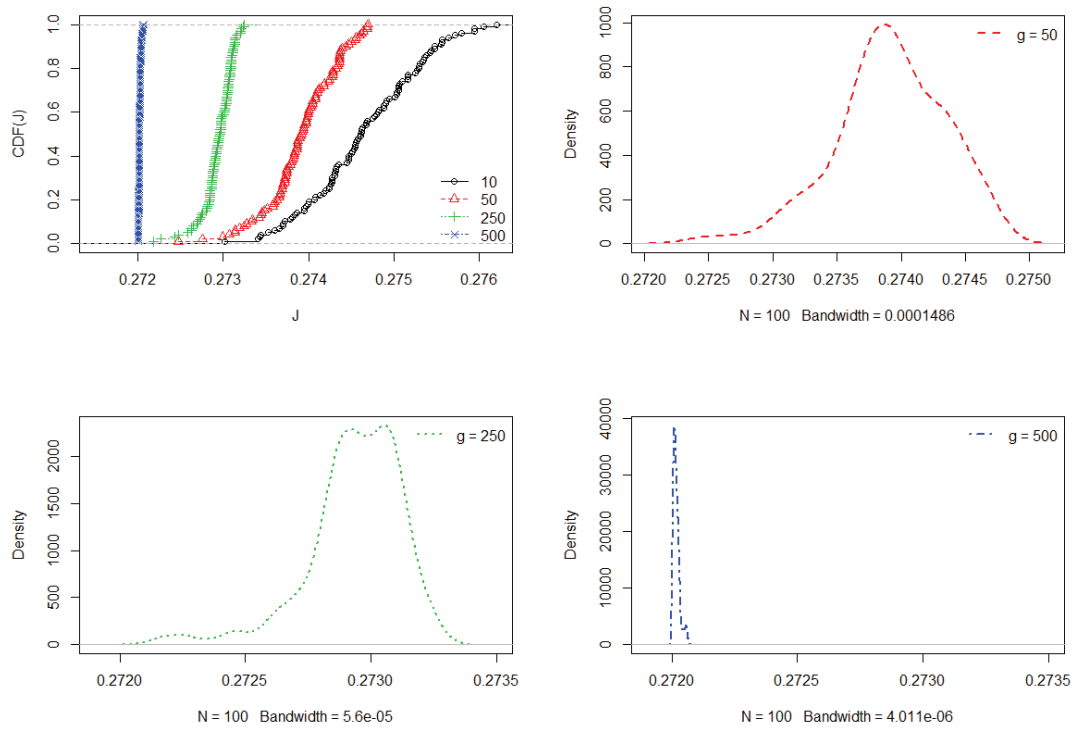 CDF(J)
1.0
0.8
0.6
0.4
0.2
0.0
10
50
250
500
0.272 0.273 0.274 0.275 0.276
J
Density
1000
800
600
400
200
0
g = 50
0.2720 0.2725 0.2730 0.2735 0.2740 0.2745 0.2750
N = 100 Bandwidth = 0.0001486
Density
2000
1500
1000
500
0
g = 250
0.2720 0.2725 0.2730 0.2735
N = 100 Bandwidth = 5.6e-05
Density
40000
30000
20000
10000
0
g = 500
0.2720 0.2725 0.2730 0.2735
N = 100 Bandwidth = 4.011e-06